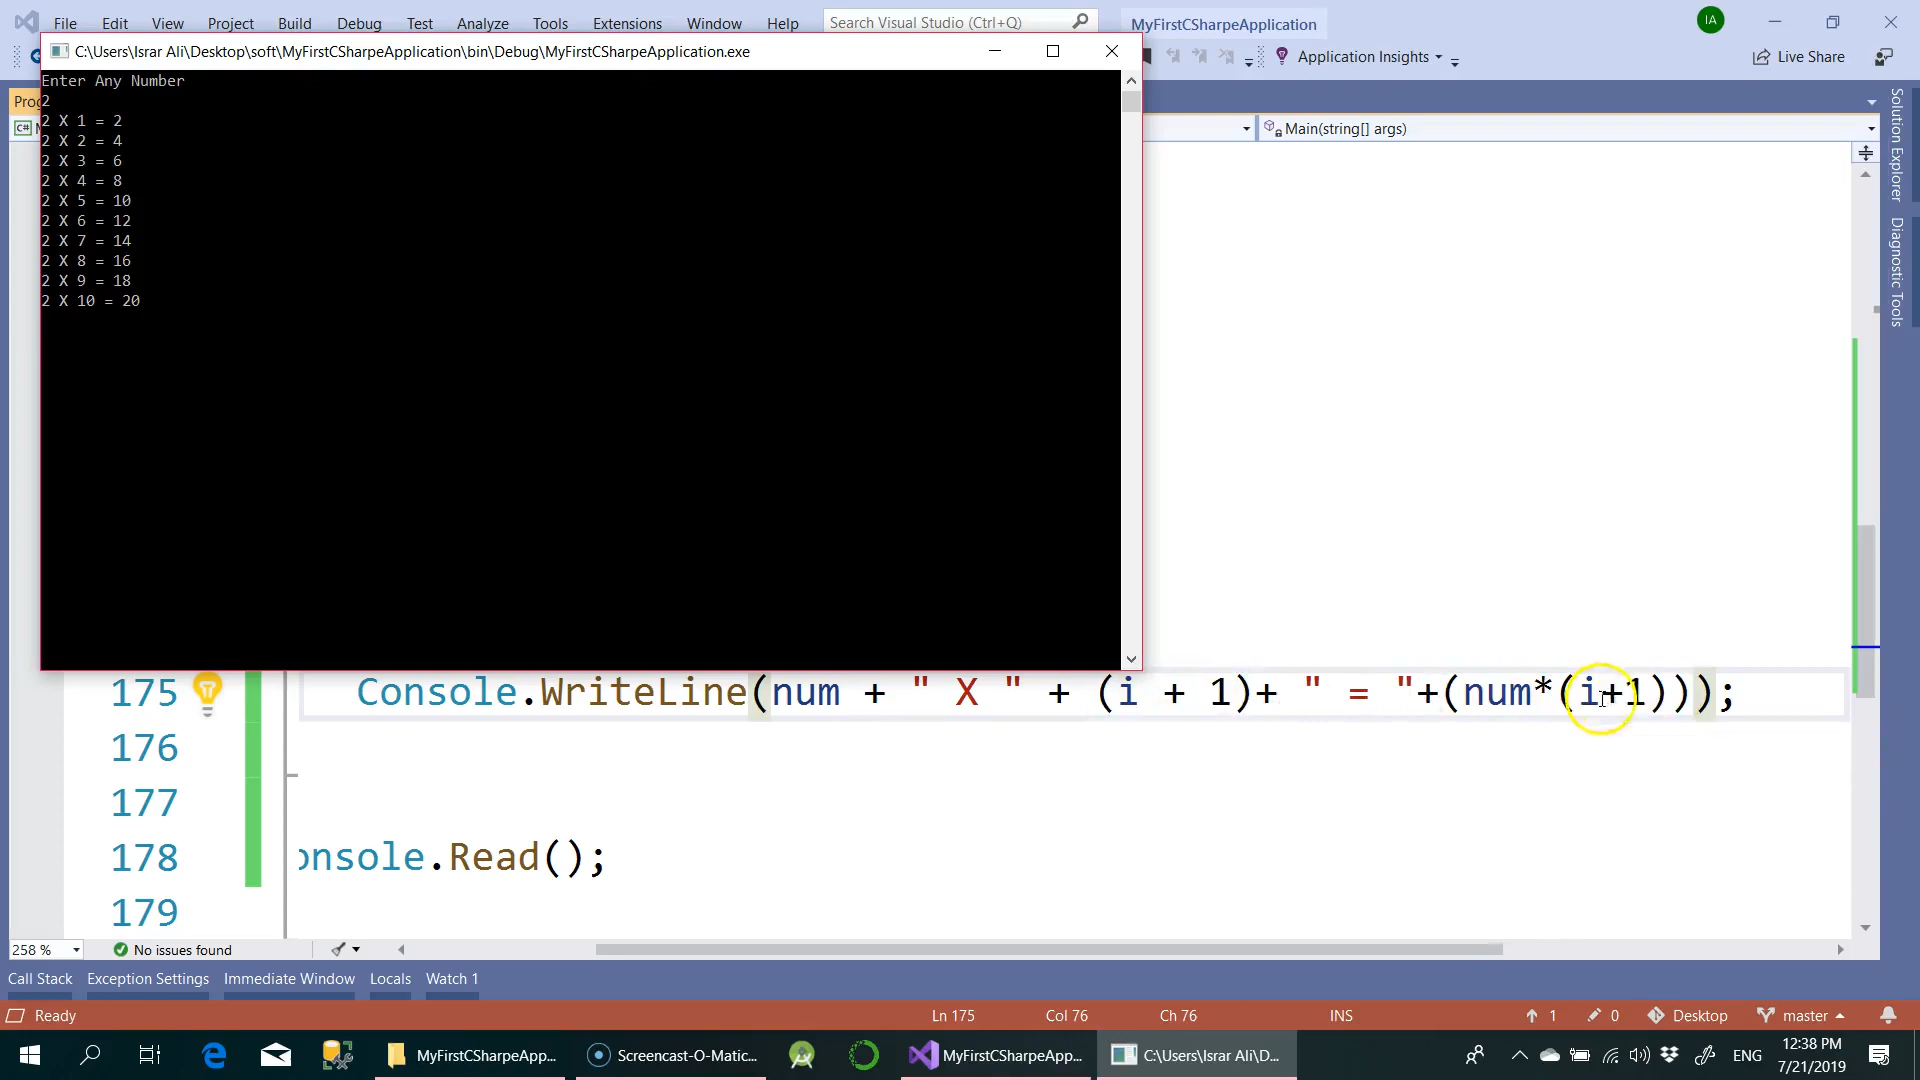 File Edit View Project Build Debug Test Analyze Tools Extensions Window Help Search Visual Studio (Ctrl+Q) MyFirstCSharpeApplication IA
C:\Users\Israr Ali\Desktop\soft\MyFirstCSharpeApplication\bin\Debug\MyFirstCSharpeApplication.exe
Application Insights Live Share
Enter Any Number
2
2 X 1 = 2
2 X 2 = 4
2 X 3 = 6
2 X 4 = 8
2 X 5 = 10
2 X 6 = 12
2 X 7 = 14
2 X 8 = 16
2 X 9 = 18
2 X 10 = 20
Prog
C# M
Main(string[] args)
Solution Explorer
Diagnostic Tools
175 Console.WriteLine(num + " X " + (i + 1)+ " = "+(num*(i+1)));
176
177
178 onsole.Read();
179
258 % No issues found
Call Stack Exception Settings Immediate Window Locals Watch 1
Ready Ln 175 Col 76 Ch 76 INS 1 0 Desktop master
MyFirstCSharpeApp... Screencast-O-Matic... MyFirstCSharpeApp... C:\Users\Israr Ali\D... ENG 12:38 PM
7/21/2019